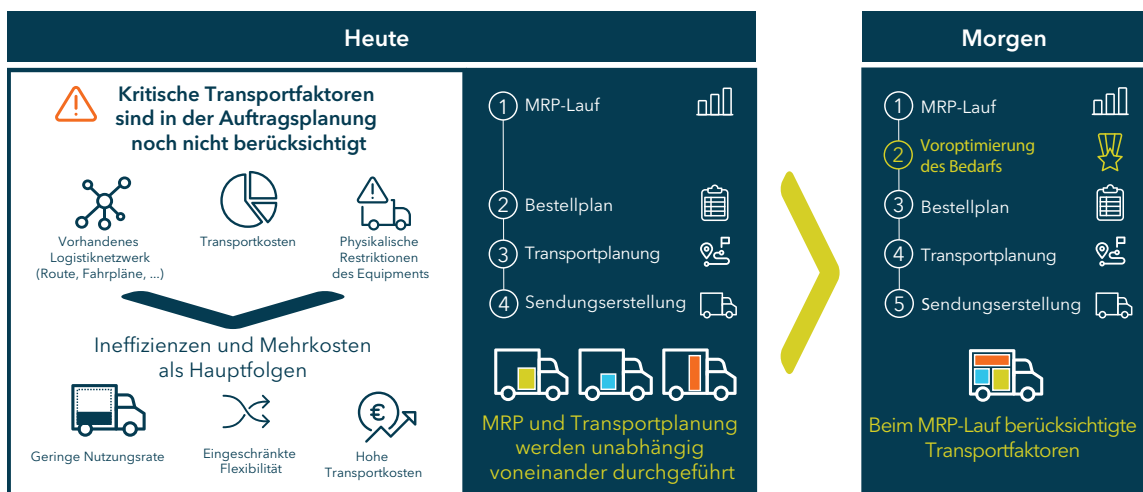 Heute
Kritische Transportfaktoren
sind in der Auftragsplanung
noch nicht berücksichtigt
Vorhandenes
Logistiknetzwerk
(Route, Fahrpläne, ...)
Transportkosten
Physikalische
Restriktionen
des Equipments
Ineffizienzen und Mehrkosten
als Hauptfolgen
Geringe Nutzungsrate
Eingeschränkte
Flexibilität
€
Hohe
Transportkosten
1 MRP-Lauf
2 Bestellplan
3 Transportplanung
4 Sendungserstellung
MRP und Transportplanung
werden unabhängig
voneinander durchgeführt
Morgen
1 MRP-Lauf
2 Voroptimierung
des Bedarfs
3 Bestellplan
4 Transportplanung
5 Sendungserstellung
Beim MRP-Lauf berücksichtigte
Transportfaktoren